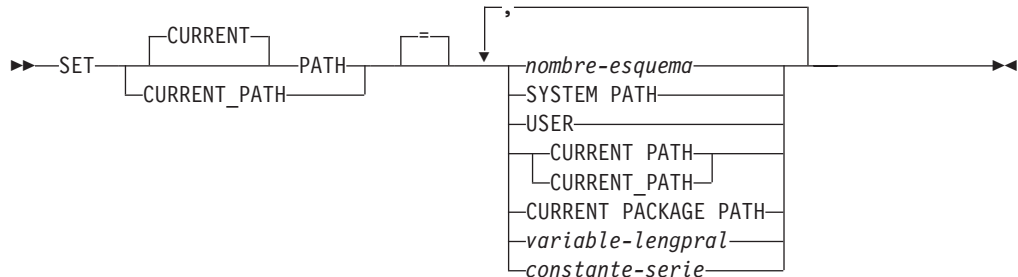 ,
CURRENT =
SET PATH nombre-esquema
CURRENT_PATH SYSTEM PATH
USER
CURRENT PATH
CURRENT_PATH
CURRENT PACKAGE PATH
variable-lengpral
constante-serie